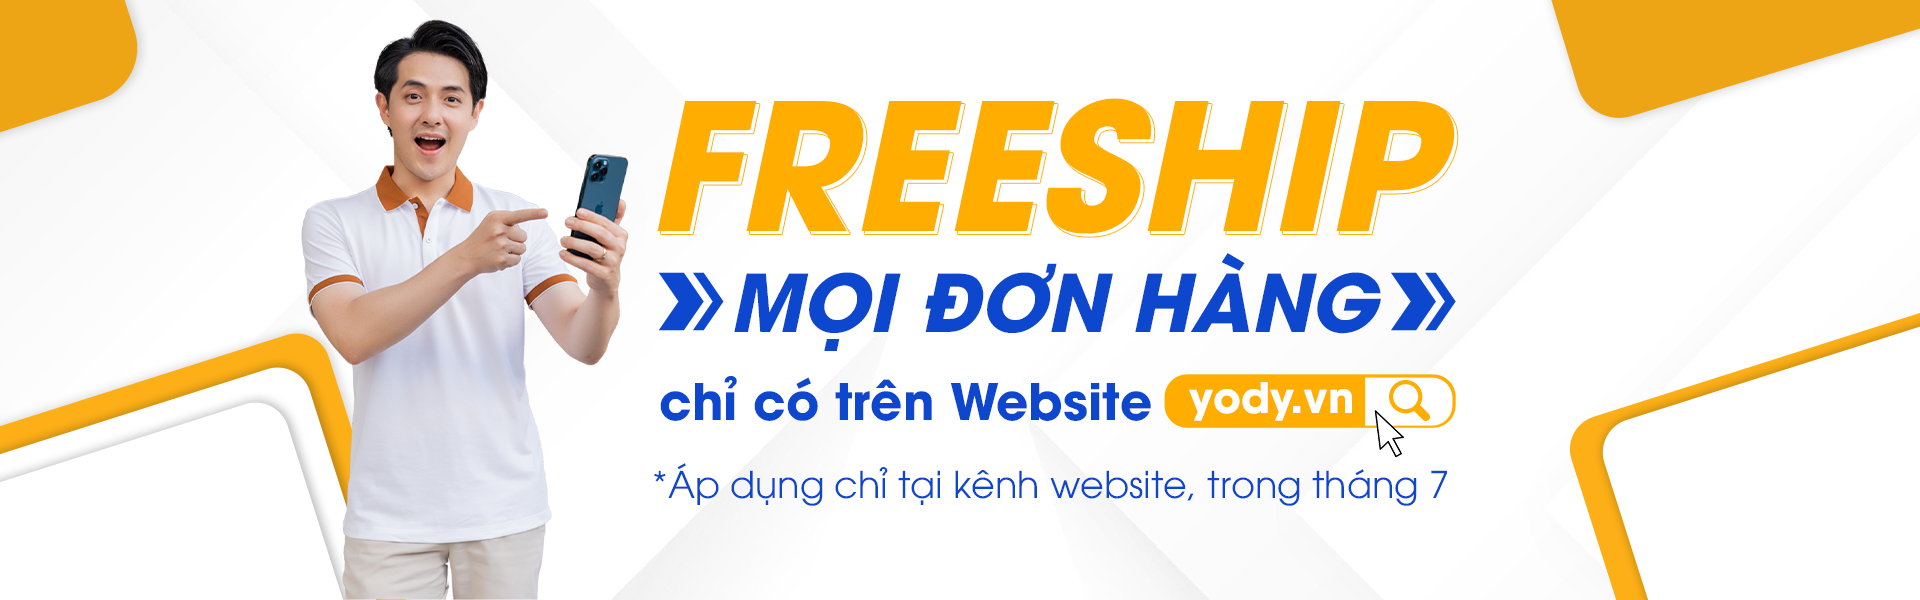 FREESHIP
MỌI ĐƠN HÀNG
chỉ có trên Website yody.vn
*Áp dụng chỉ tại kênh website, trong tháng 7